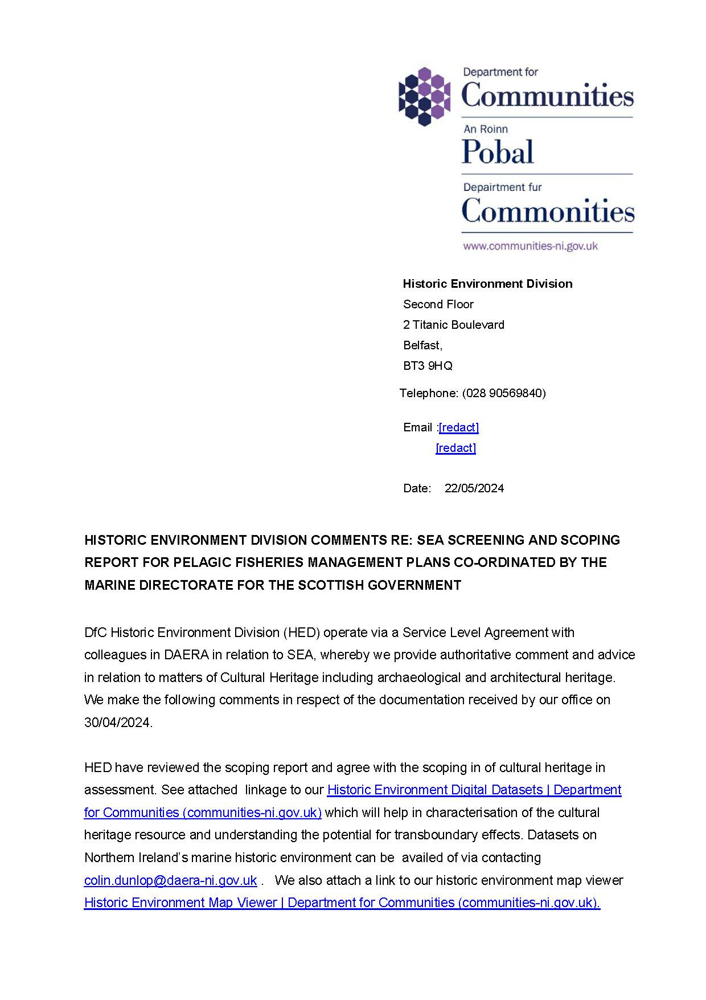 Department for
Communities
An Roinn
Pobal
Depairtment fur
Commonities
www.communities-ni.gov.uk
Historic Environment Division
Second Floor
2 Titanic Boulevard
Belfast,
BT3 9HQ
Telephone: (028 90569840)
Email :[redact]
[redact]
Date: 22/05/2024
HISTORIC ENVIRONMENT DIVISION COMMENTS RE: SEA SCREENING AND SCOPING
REPORT FOR PELAGIC FISHERIES MANAGEMENT PLANS CO-ORDINATED BY THE
MARINE DIRECTORATE FOR THE SCOTTISH GOVERNMENT
DfC Historic Environment Division (HED) operate via a Service Level Agreement with
colleagues in DAERA in relation to SEA, whereby we provide authoritative comment and advice
in relation to matters of Cultural Heritage including archaeological and architectural heritage.
We make the following comments in respect of the documentation received by our office on
30/04/2024.
HED have reviewed the scoping report and agree with the scoping in of cultural heritage in
assessment. See attached linkage to our Historic Environment Digital Datasets | Department
for Communities (communities-ni.gov.uk) which will help in characterisation of the cultural
heritage resource and understanding the potential for transboundary effects. Datasets on
Northern Ireland’s marine historic environment can be availed of via contacting
colin.dunlop@daera-ni.gov.uk . We also attach a link to our historic environment map viewer
Historic Environment Map Viewer | Department for Communities (communities-ni.gov.uk).